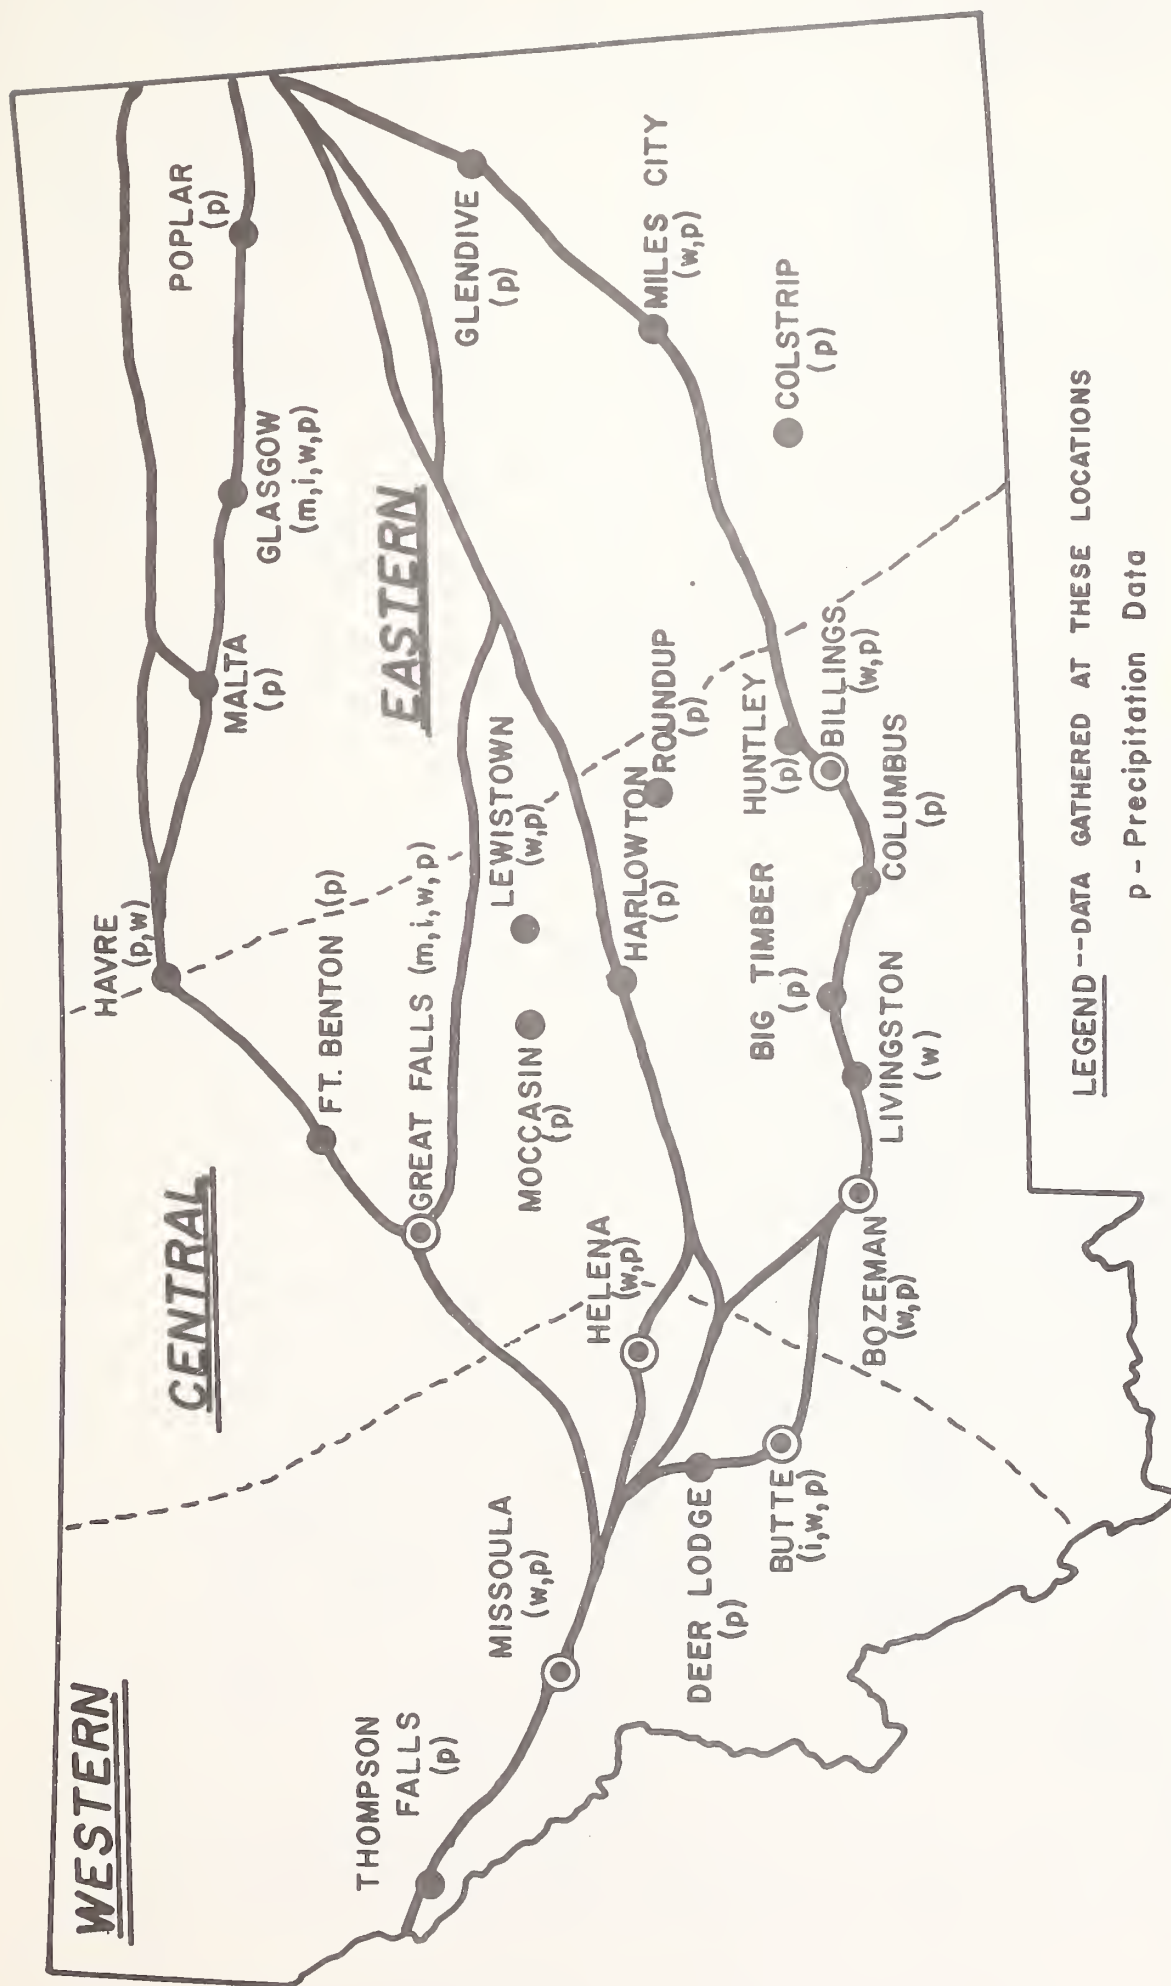 WESTERN
CENTRAL
EASTERN
HAVRE
(p,w)
MALTA
(p)
GLASGOW
(m,i,w,p)
POPLAR
(p)
FT. BENTON (p)
GREAT FALLS (m,i,w,p)
THOMPSON
FALLS
(p)
MISSOULA
(w,p)
LEWISTOWN
(w,p)
MOCCASIN
(p)
GLENDIVE
(p)
HELENA
(w,p)
HARLOWTON
(p)
ROUNDUP
(p)
MILES CITY
(w,p)
DEER LODGE
(p)
BUTTE
(i,w,p)
BIG TIMBER
(p)
HUNTLEY
(p)
COLSTRIP
(p)
BILLINGS
(w,p)
BOZEMAN
(w,p)
LIVINGSTON
(w)
COLUMBUS
(p)
LEGEND--DATA GATHERED AT THESE LOCATIONS
p - Precipitation Data